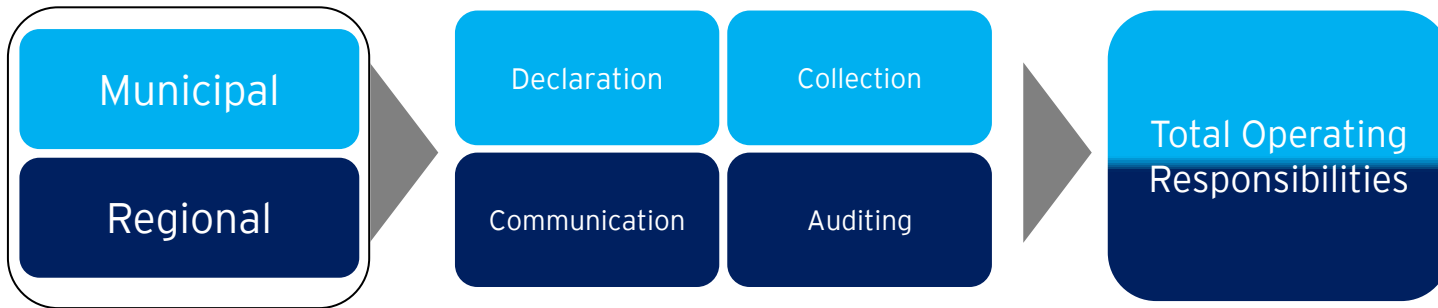 Municipal
Regional
Declaration
Collection
Communication
Auditing
Total Operating
Responsibilities